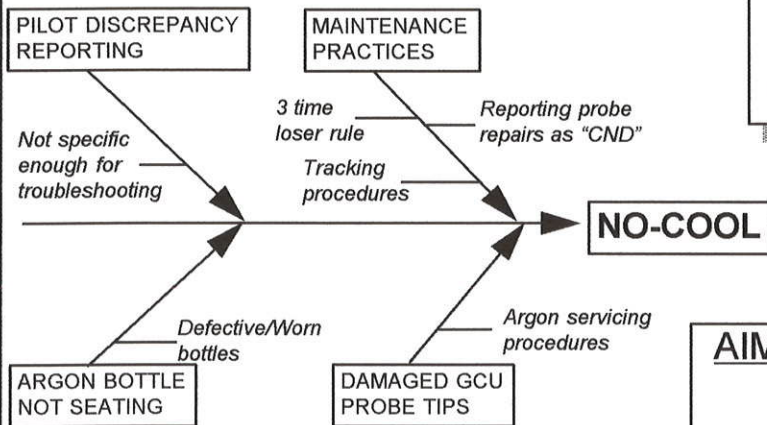 PILOT DISCREPANCY
REPORTING
MAINTENANCE
PRACTICES
Not specific
enough for
troubleshooting
3 time
loser rule
Reporting probe
repairs as “CND”
Tracking
procedures
NO-COOL
Defective/Worn
bottles
Argon servicing
procedures
ARGON BOTTLE
NOT SEATING
DAMAGED GCU
PROBE TIPS
AIM